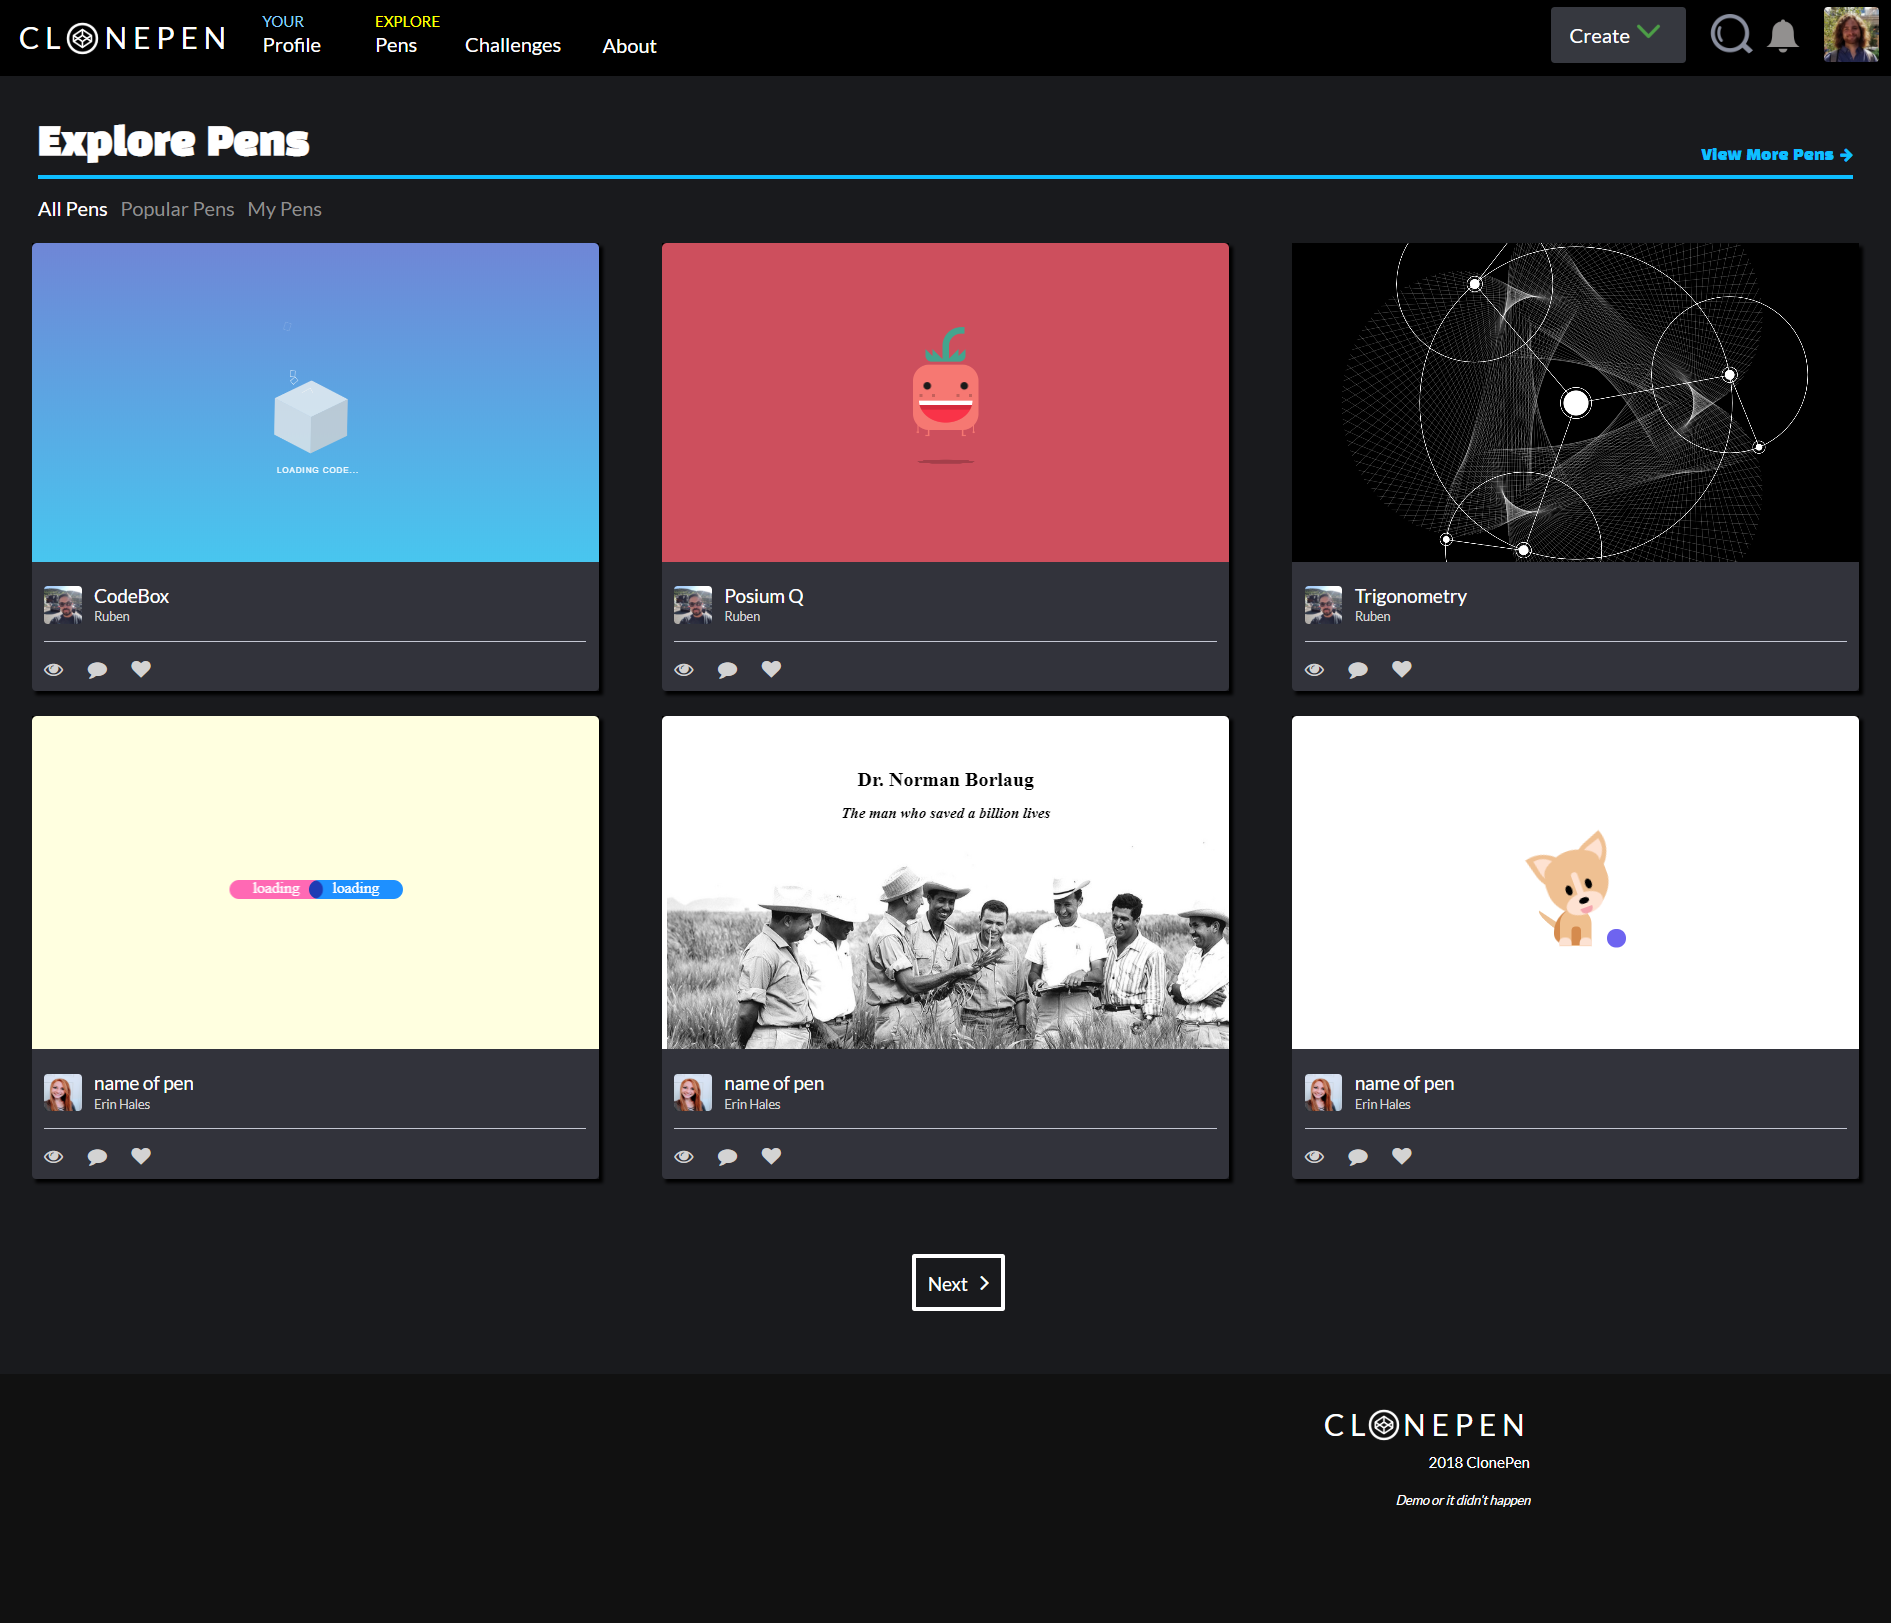 CLONEPEN
YOUR
Profile
EXPLORE
Pens
Challenges
About
Create
Explore Pens
View More Pens
All Pens Popular Pens My Pens
LOADING CODE...
CodeBox
Ruben
Posium Q
Ruben
Trigonometry
Ruben
loading loading
Dr. Norman Borlaug
The man who saved a billion lives
name of pen
Erin Hales
name of pen
Erin Hales
name of pen
Erin Hales
Next
CLONEPEN
2018 ClonePen
Demo or it didn't happen